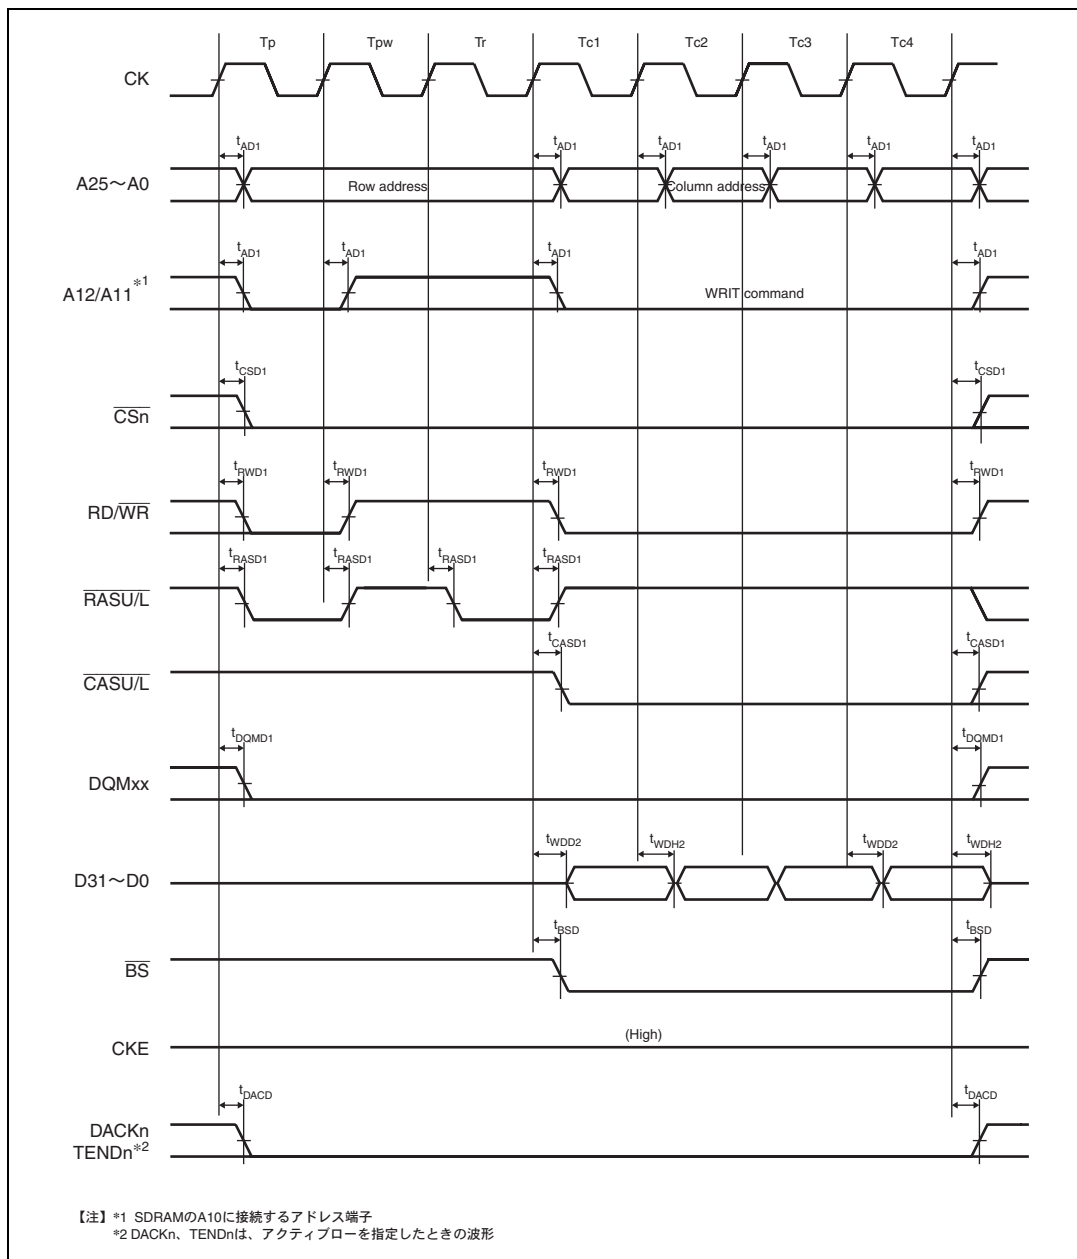 Tp Tpw Tr Tc1 Tc2 Tc3 Tc4
CK
tAD1 tAD1 tAD1 tAD1 tAD1 tAD1
A25～A0 Row address Column address
tAD1 tAD1 tAD1 tAD1
A12/A11*1 WRIT command
tCSD1 tCSD1
CSn
tRWD1 tRWD1 tRWD1 tRWD1
RD/WR
tRASD1 tRASD1 tRASD1 tRASD1
RASU/L
tCASD1 tCASD1
CASU/L
tDQMD1 tDQMD1
DQMxx
tWDD2 tWDH2 tWDD2 tWDH2
D31～D0
tBSD tBSD
BS
(High)
CKE
tDACD tDACD
DACKn
TENDn*2
【注】*1 SDRAMのA10に接続するアドレス端子
*2 DACKn、TENDnは、アクティブローを指定したときの波形